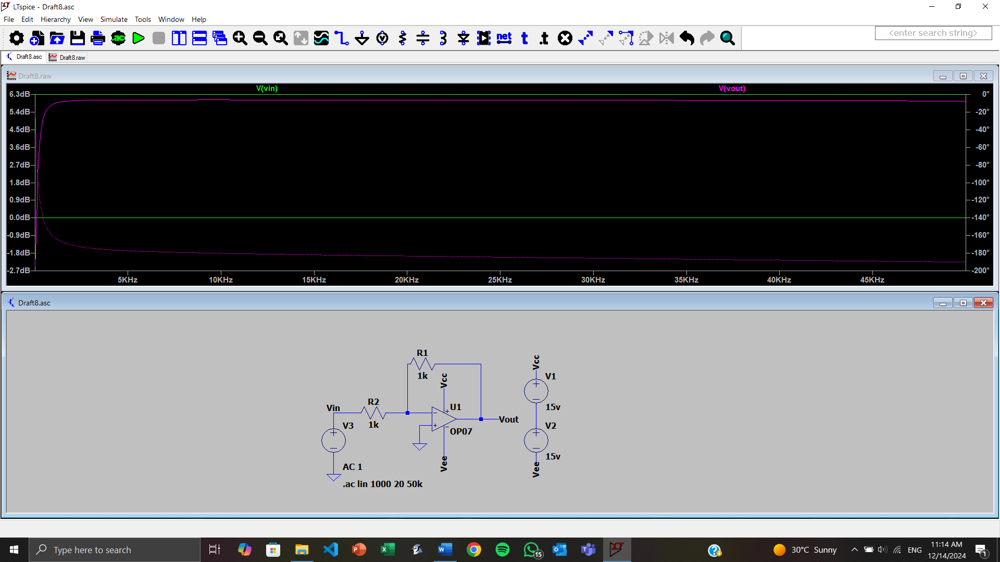 LTspice - Draft8.asc
File Edit Hierarchy View Simulate Tools Window Help
.ac net t .t <enter search string>
Draft8.asc Draft8.raw
Draft8.raw
V(vin) V(vout)
6.3dB 0°
5.4dB -20°
4.5dB -40°
3.6dB -60°
2.7dB -80°
1.8dB -100°
0.9dB -120°
0.0dB -140°
-0.9dB -160°
-1.8dB -180°
-2.7dB -200°
5KHz 10KHz 15KHz 20KHz 25KHz 30KHz 35KHz 40KHz 45KHz
Draft8.asc
R1
1k
Vcc
Vcc
V1
15v
R2
1k
Vin
V3
U1
OP07
Vout
V2
15v
Vee
Vee
AC 1
.ac lin 1000 20 50k
Type here to search
15
30°C Sunny
ENG
11:14 AM
12/14/2024
1